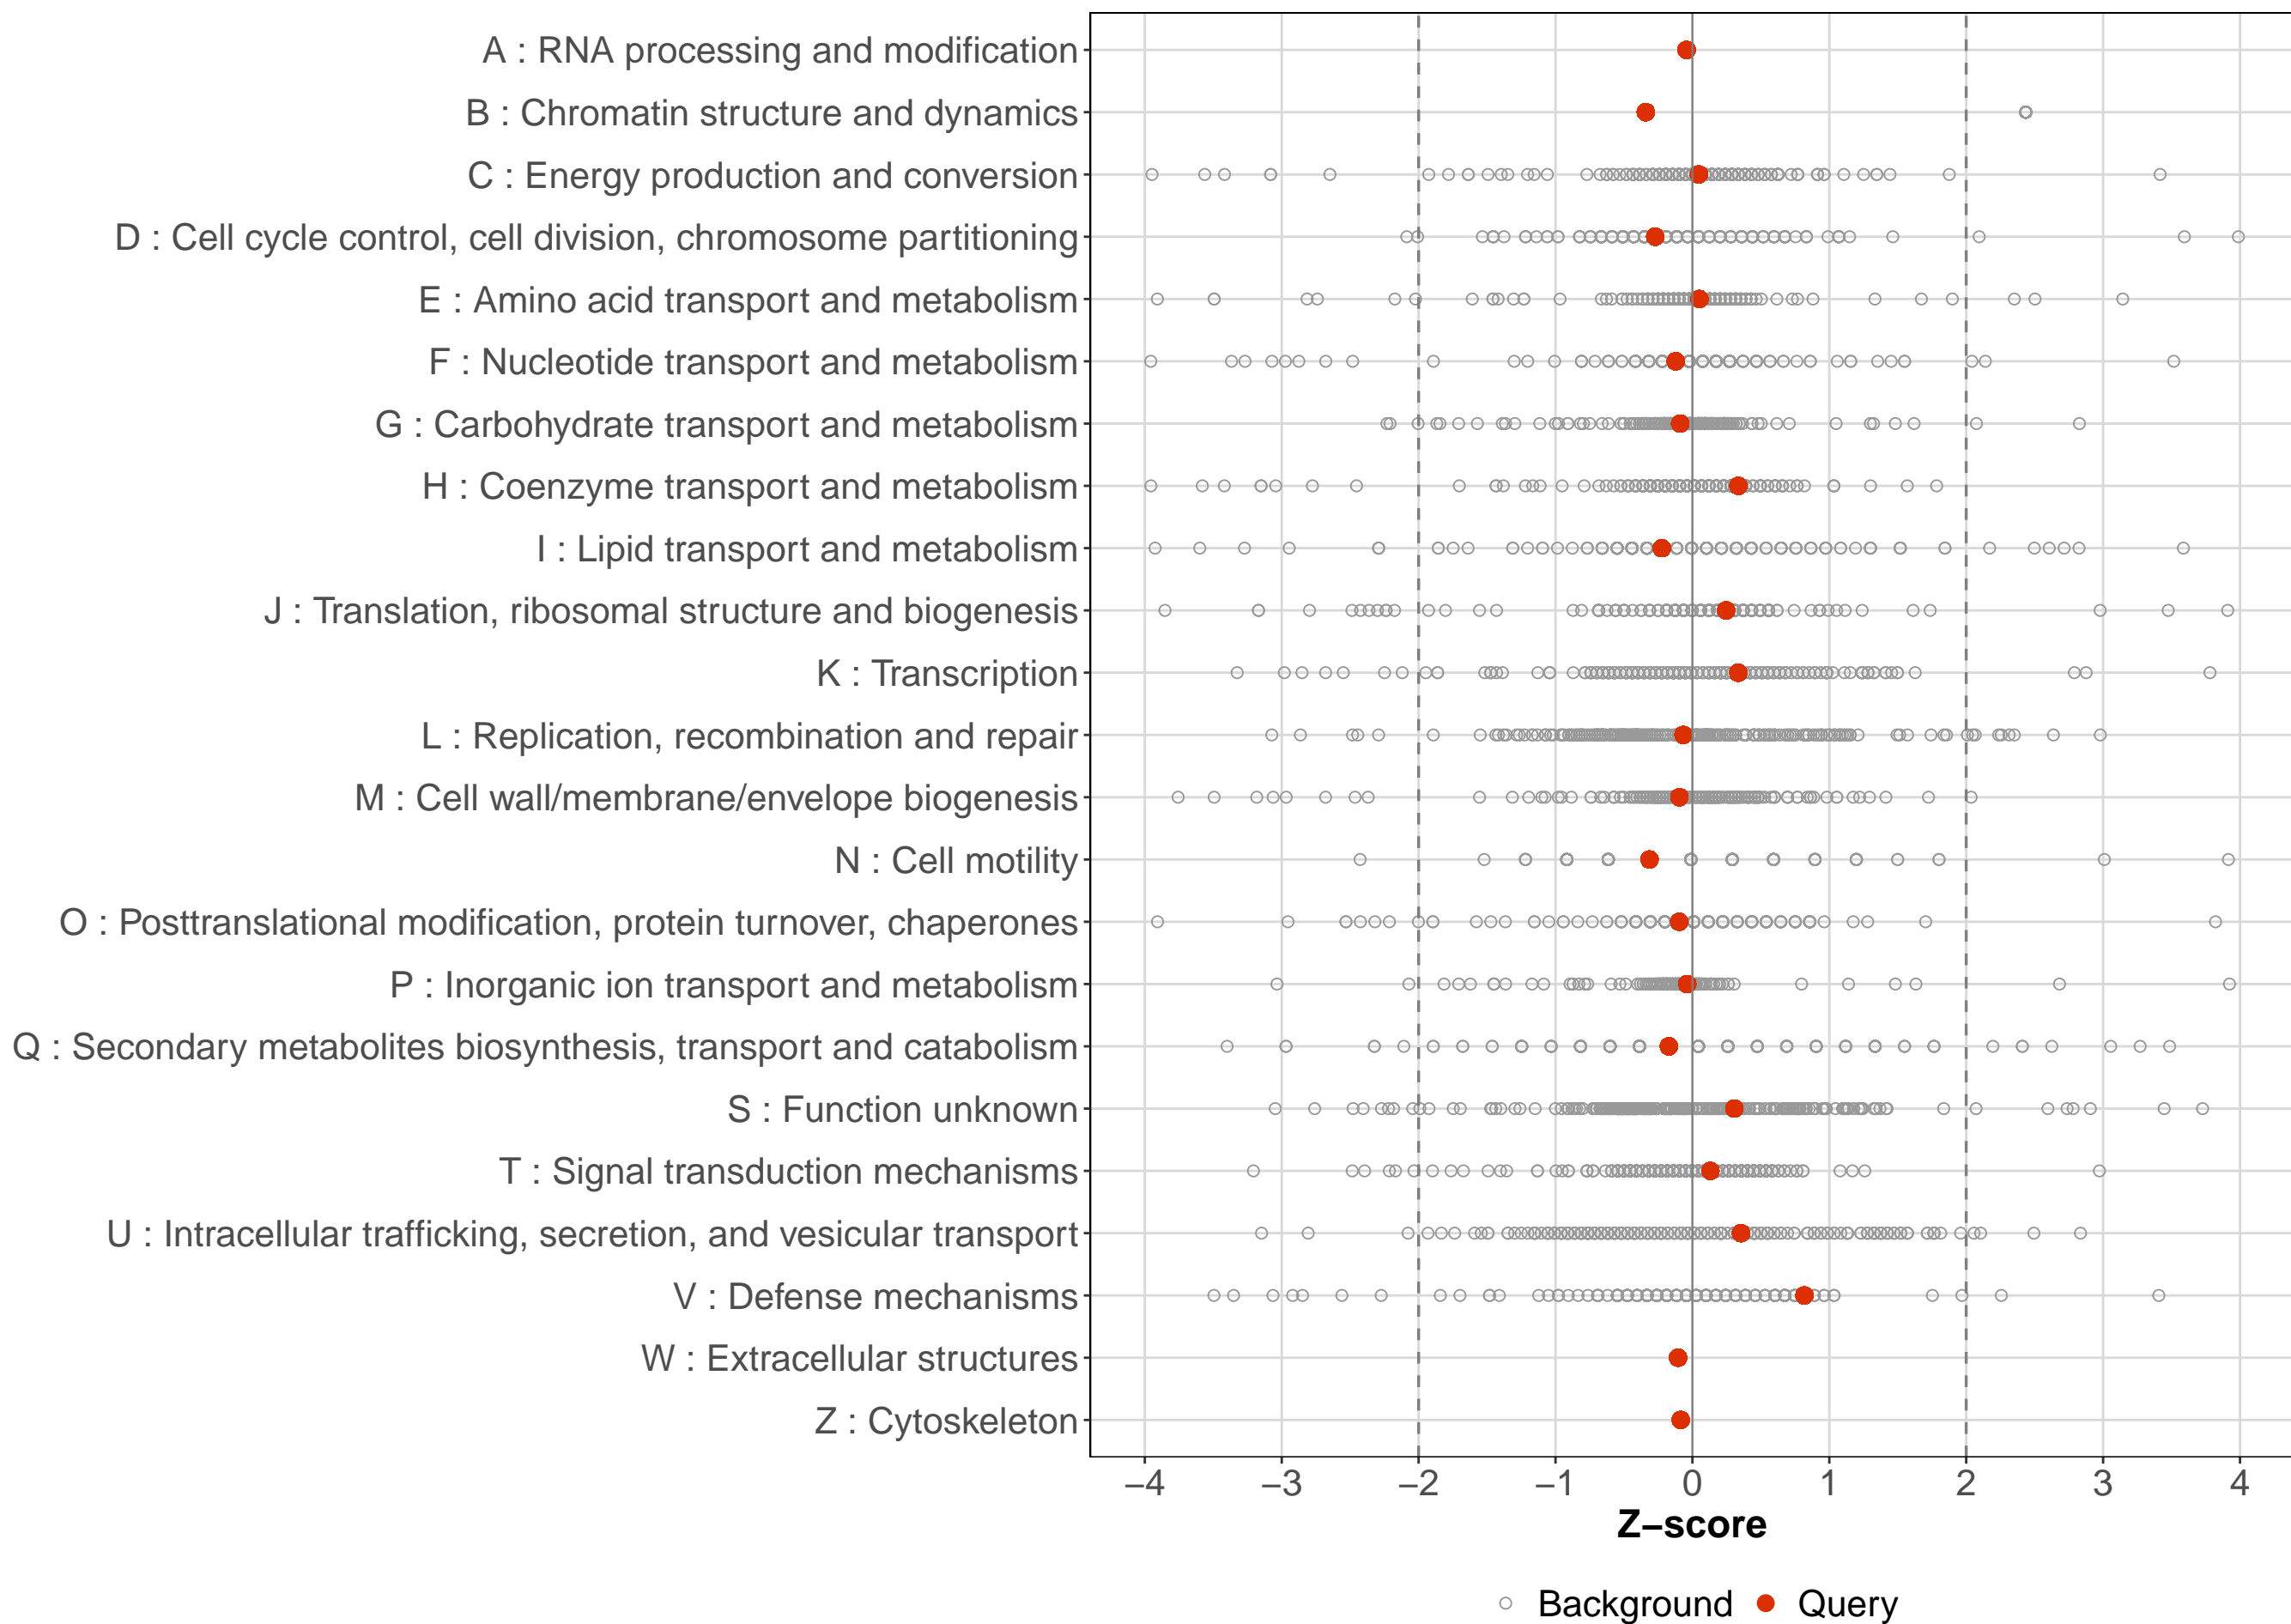 A : RNA processing and modification
B : Chromatin structure and dynamics
C : Energy production and conversion
D : Cell cycle control, cell division, chromosome partitioning
E : Amino acid transport and metabolism
F : Nucleotide transport and metabolism
G : Carbohydrate transport and metabolism
H : Coenzyme transport and metabolism
I : Lipid transport and metabolism
J : Translation, ribosomal structure and biogenesis
K : Transcription
L : Replication, recombination and repair
M : Cell wall/membrane/envelope biogenesis
N : Cell motility
O : Posttranslational modification, protein turnover, chaperones
P : Inorganic ion transport and metabolism
Q : Secondary metabolites biosynthesis, transport and catabolism
S : Function unknown
T : Signal transduction mechanisms
U : Intracellular trafficking, secretion, and vesicular transport
V : Defense mechanisms
W : Extracellular structures
Z : Cytoskeleton
−4 −3 −2 −1 0 1 2 3 4
Z−score
Background Query